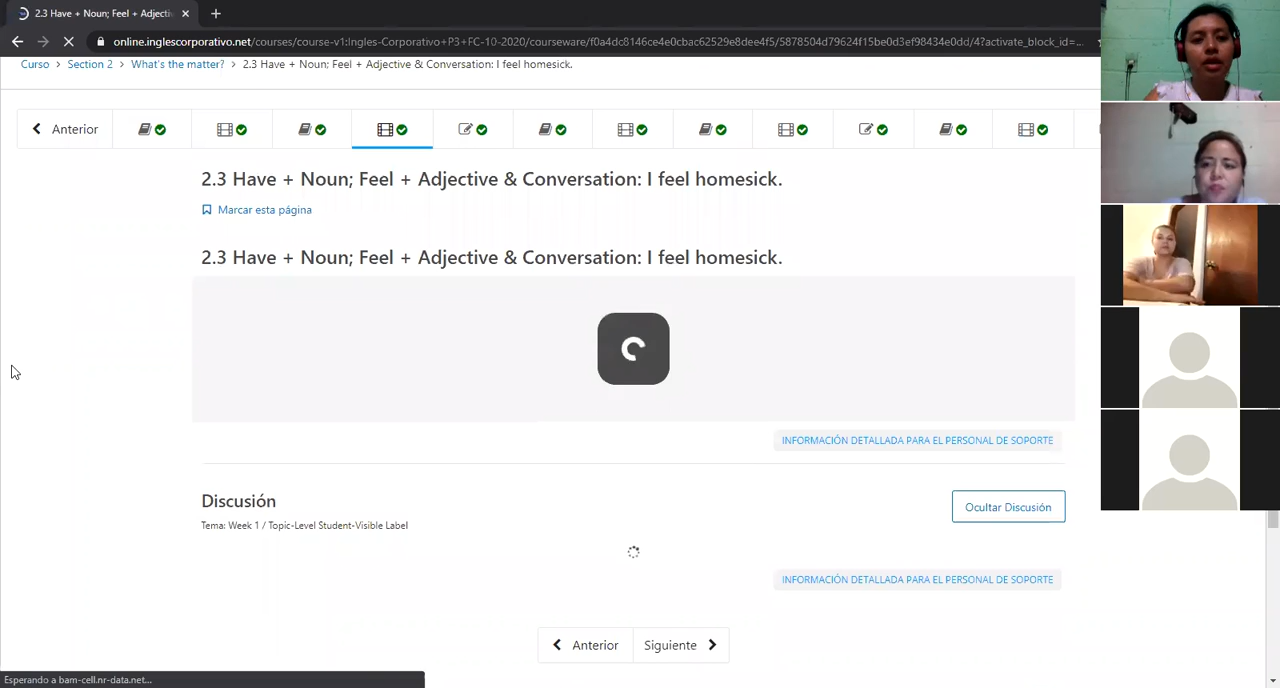 2.3 Have + Noun; Feel + Adjectiv
online.inglescorporativo.net/courses/course-v1:Ingles-Corporativo+P3+FC-10-2020/courseware/f0a4dc8146ce4e0cbac62529e8dee4f5/5878504d79624f15be0d3ef98434e0dd/4?activate_block_id=...
Curso > Section 2 > What's the matter? > 2.3 Have + Noun; Feel + Adjective & Conversation: I feel homesick.
Anterior
2.3 Have + Noun; Feel + Adjective & Conversation: I feel homesick.
Marcar esta página
2.3 Have + Noun; Feel + Adjective & Conversation: I feel homesick.
INFORMACIÓN DETALLADA PARA EL PERSONAL DE SOPORTE
Discusión
Ocultar Discusión
Tema: Week 1 / Topic-Level Student-Visible Label
INFORMACIÓN DETALLADA PARA EL PERSONAL DE SOPORTE
Anterior Siguiente
Esperando a bam-cell.nr-data.net...